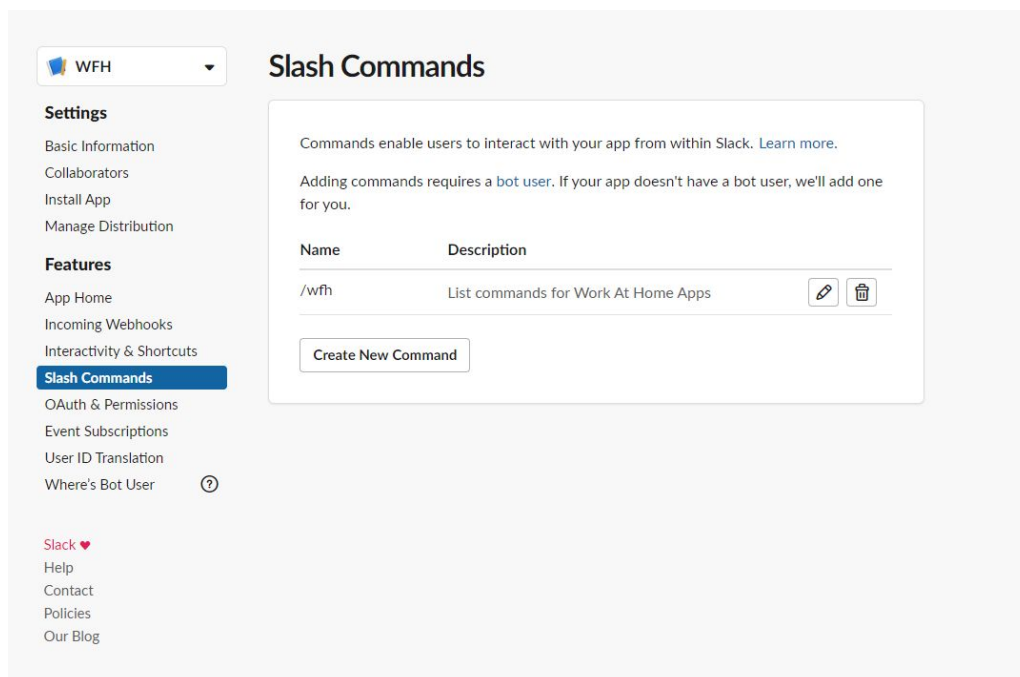 WFH
Settings
Basic Information
Collaborators
Install App
Manage Distribution
Features
App Home
Incoming Webhooks
Interactivity & Shortcuts
Slash Commands
OAuth & Permissions
Event Subscriptions
User ID Translation
Where's Bot User
Slack ♥
Help
Contact
Policies
Our Blog
Slash Commands
Commands enable users to interact with your app from within Slack. Learn more.
Adding commands requires a bot user. If your app doesn't have a bot user, we'll add one
for you.
Name Description
/wfh List commands for Work At Home Apps
Create New Command